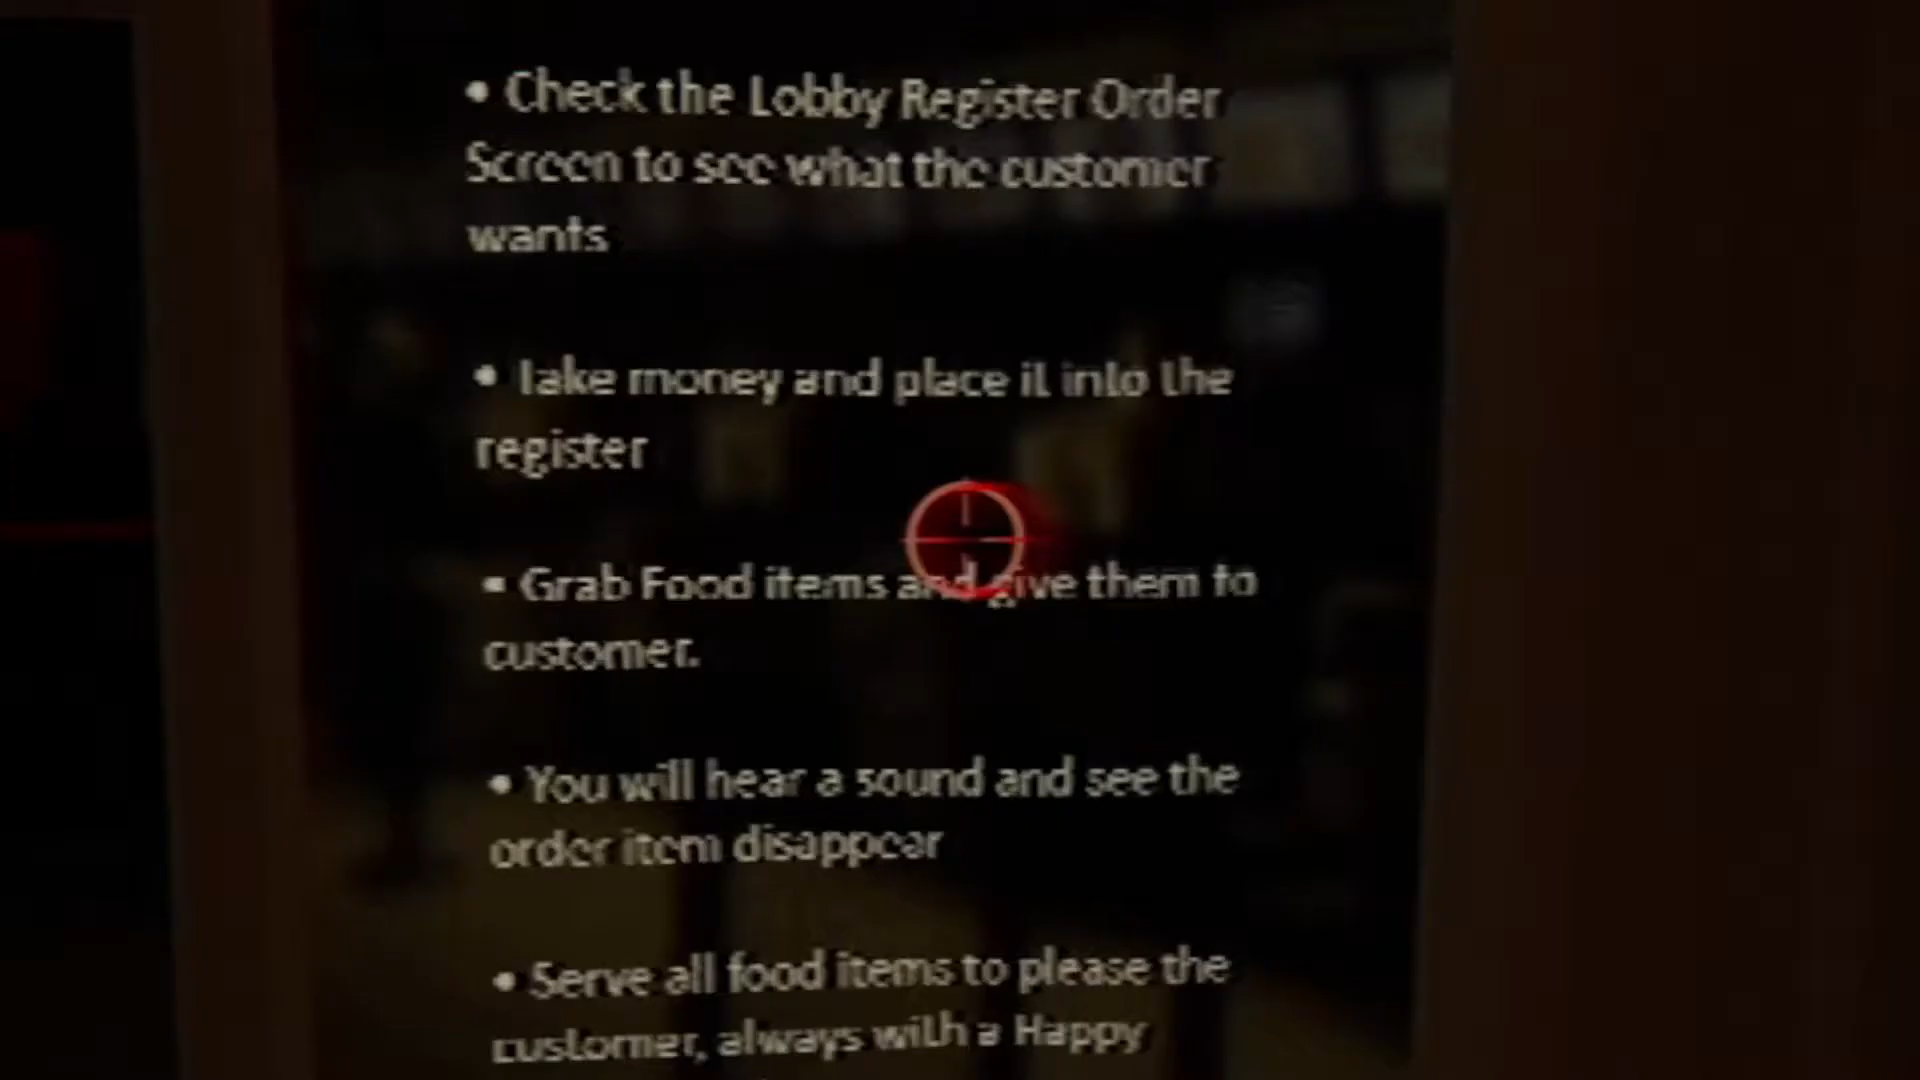 • Check the Lobby Register Order
Screen to see what the customer
wants
• Take money and place it into the
register
• Grab Food items and give them to
customer.
• You will hear a sound and see the
order item disappear
• Serve all food items to please the
customer, always with a Happy